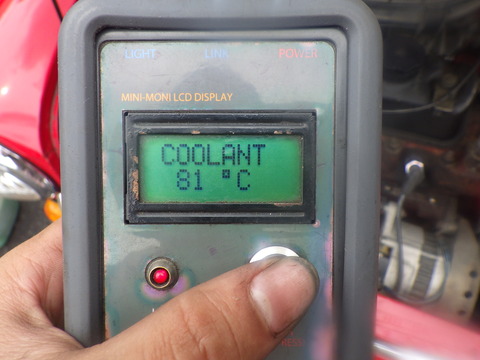 LIGHT LINK POWER
MINI-MONI LCD DISPLAY
COOLANT
81 °C